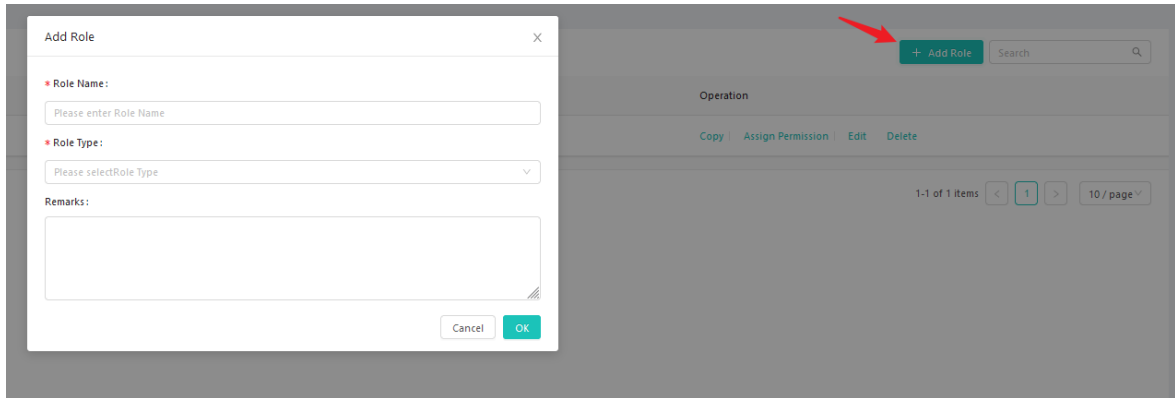 Add Role
* Role Name:
Please enter Role Name
* Role Type:
Please selectRole Type
Remarks:
Cancel OK
+ Add Role Search
Operation
Copy Assign Permission Edit Delete
1-1 of 1 items < 1 > 10 / page